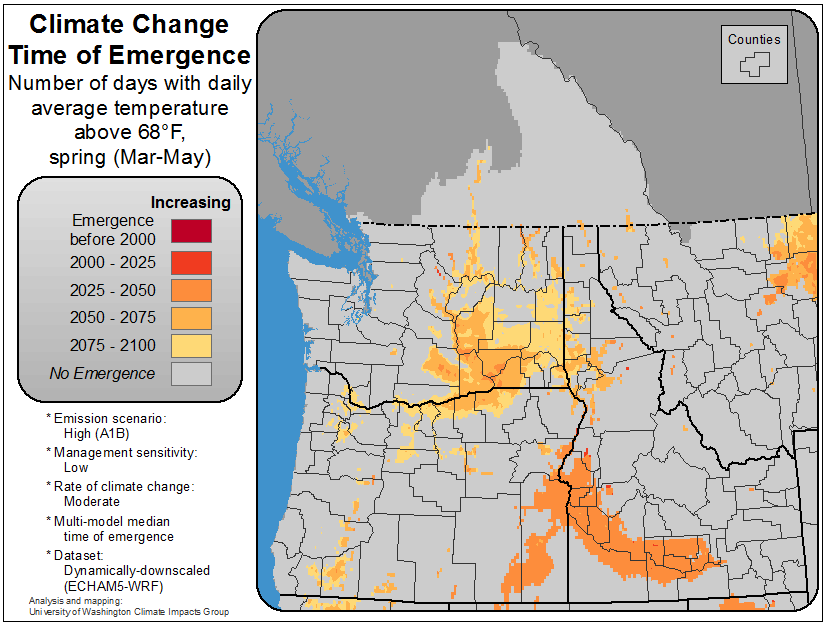 Climate Change
Time of Emergence
Number of days with daily
average temperature
above 68°F,
spring (Mar-May)
Increasing
Emergence
before 2000
2000 - 2025
2025 - 2050
2050 - 2075
2075 - 2100
No Emergence
* Emission scenario:
High (A1B)
* Management sensitivity:
Low
* Rate of climate change:
Moderate
* Multi-model median
time of emergence
* Dataset:
Dynamically-downscaled
(ECHAM5-WRF)
Analysis and mapping:
University of Washington Climate Impacts Group
Counties